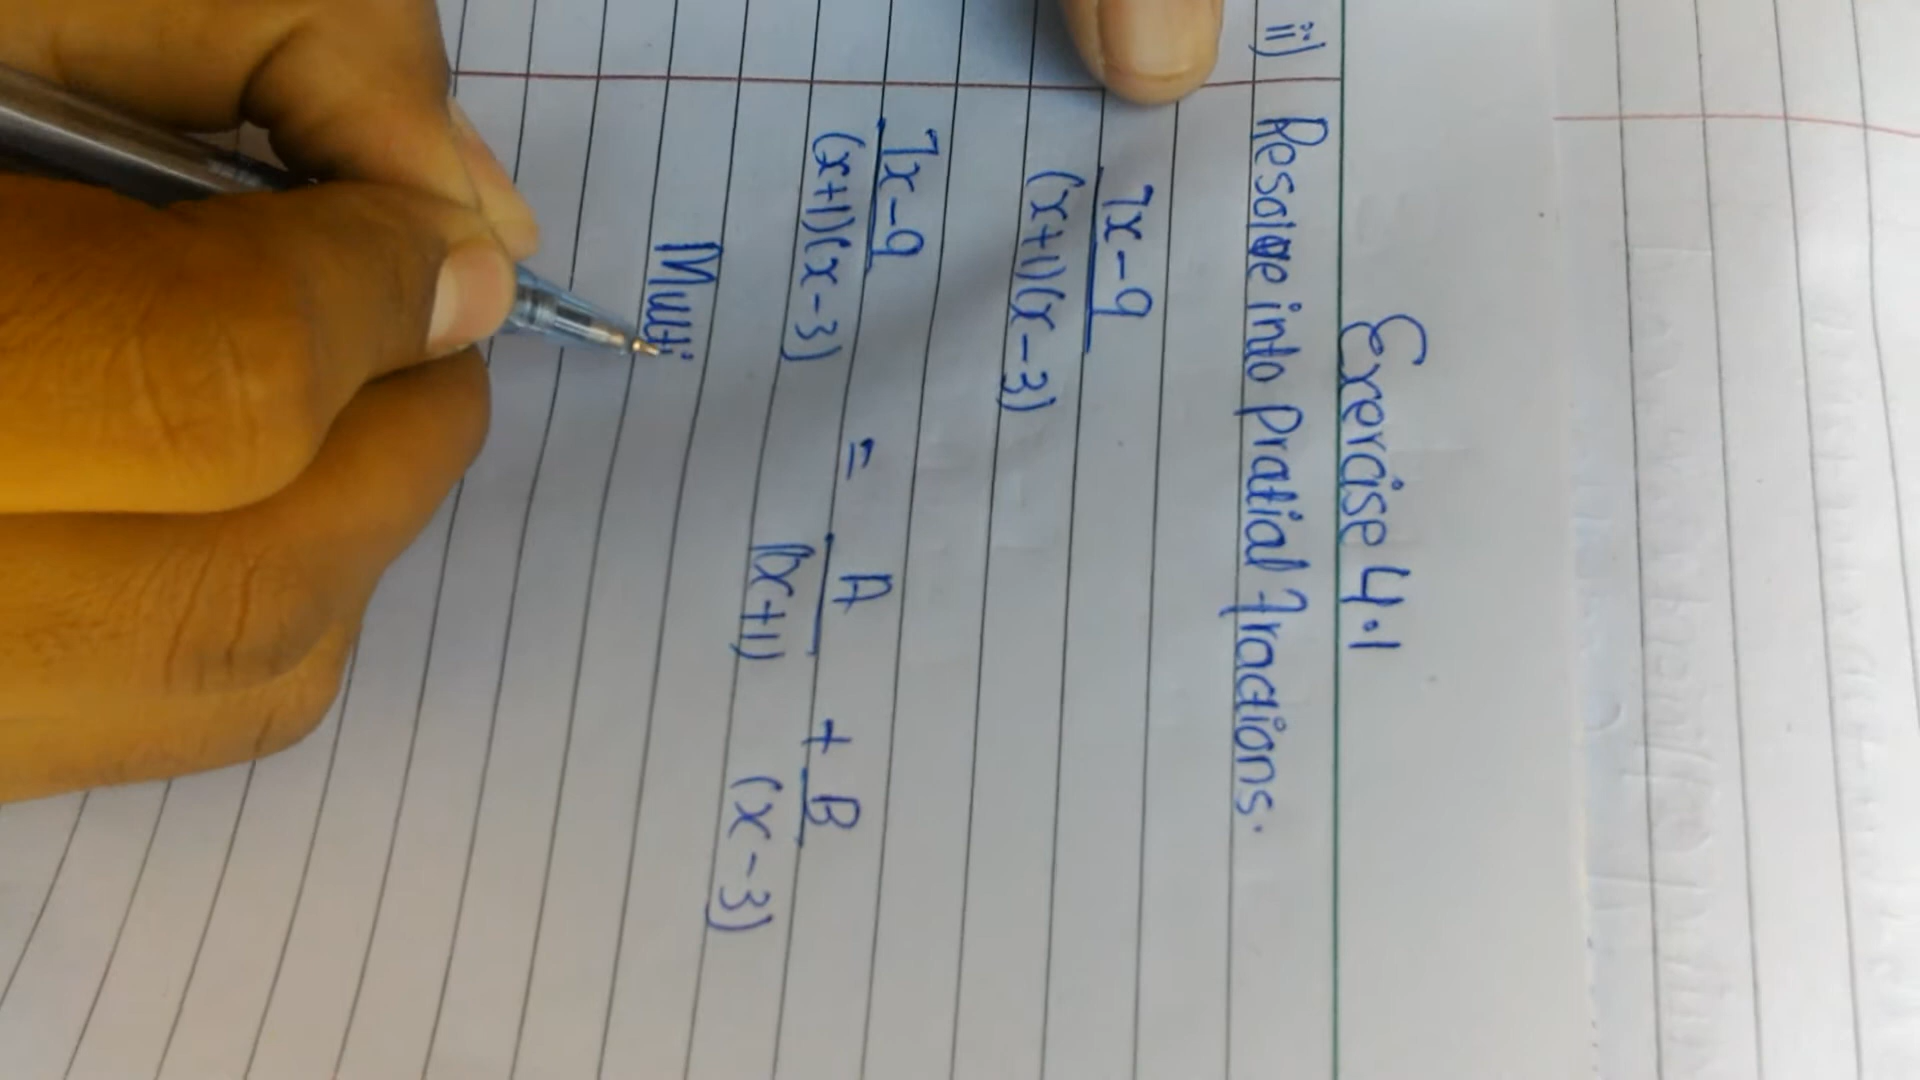 Exercise 4.1
ii) Resolve into pratial fractions.
7x-9
(x+1)(x-3)
7x-9 = A + B
(x+1)(x-3) (x+1) (x-3)
Multi